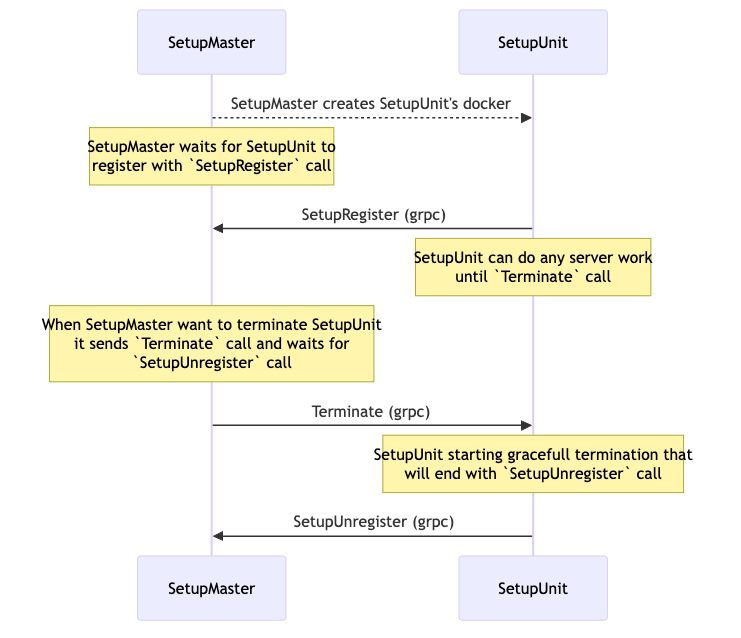 SetupMaster
SetupUnit
SetupMaster creates SetupUnit's docker
SetupMaster waits for SetupUnit to
register with `SetupRegister` call
SetupRegister (grpc)
SetupUnit can do any server work
until `Terminate` call
When SetupMaster want to terminate SetupUnit
it sends `Terminate` call and waits for
`SetupUnregister` call
Terminate (grpc)
SetupUnit starting gracefull termination that
will end with `SetupUnregister` call
SetupUnregister (grpc)
SetupMaster
SetupUnit